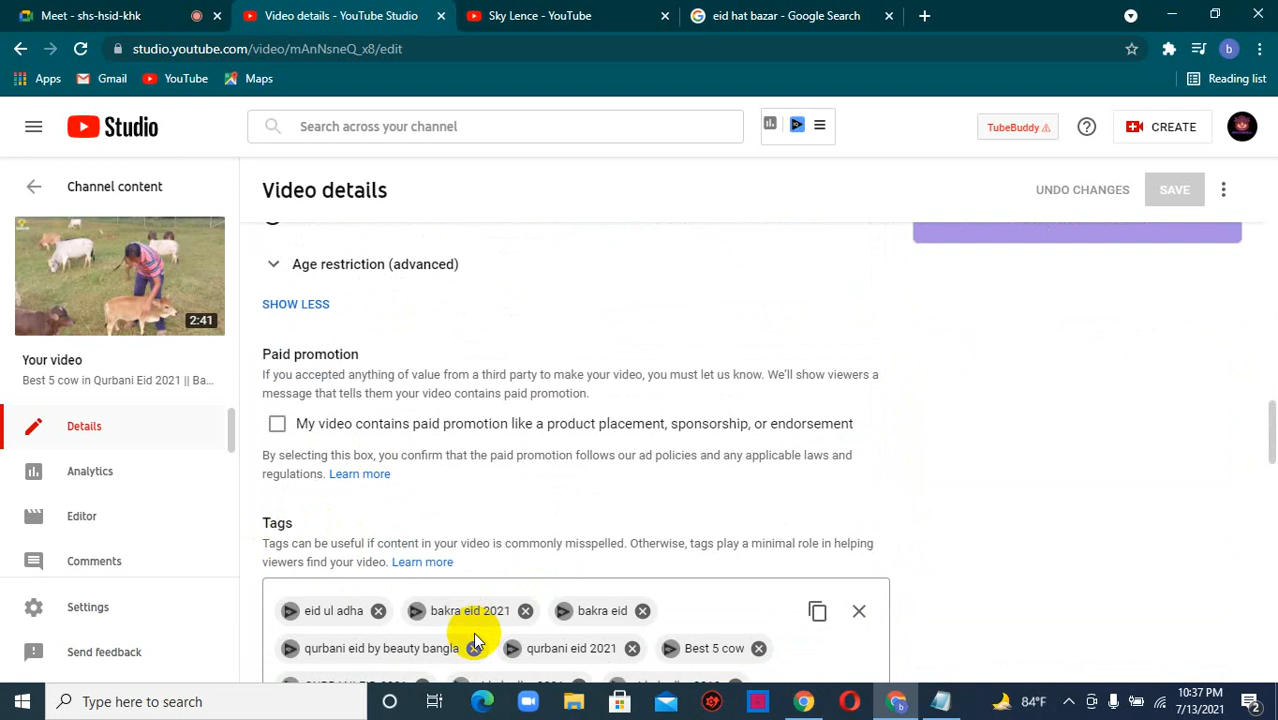 Meet - shs-hsid-khk
Video details - YouTube Studio
Sky Lence - YouTube
eid hat bazar - Google Search
studio.youtube.com/video/mAnNsneQ_x8/edit
b
Apps
Gmail
YouTube
Maps
Reading list
Studio
Search across your channel
TubeBuddy
CREATE
Channel content
Video details
UNDO CHANGES
SAVE
2:41
Your video
Best 5 cow in Qurbani Eid 2021 || Ba...
Details
Analytics
Editor
Comments
Settings
Send feedback
Age restriction (advanced)
SHOW LESS
Paid promotion
If you accepted anything of value from a third party to make your video, you must let us know. We'll show viewers a
message that tells them your video contains paid promotion.
My video contains paid promotion like a product placement, sponsorship, or endorsement
By selecting this box, you confirm that the paid promotion follows our ad policies and any applicable laws and
regulations. Learn more
Tags
Tags can be useful if content in your video is commonly misspelled. Otherwise, tags play a minimal role in helping
viewers find your video. Learn more
eid ul adha
bakra eid 2021
bakra eid
qurbani eid by beauty bangla
qurbani eid 2021
Best 5 cow
Type here to search
84°F
10:37 PM
7/13/2021
2